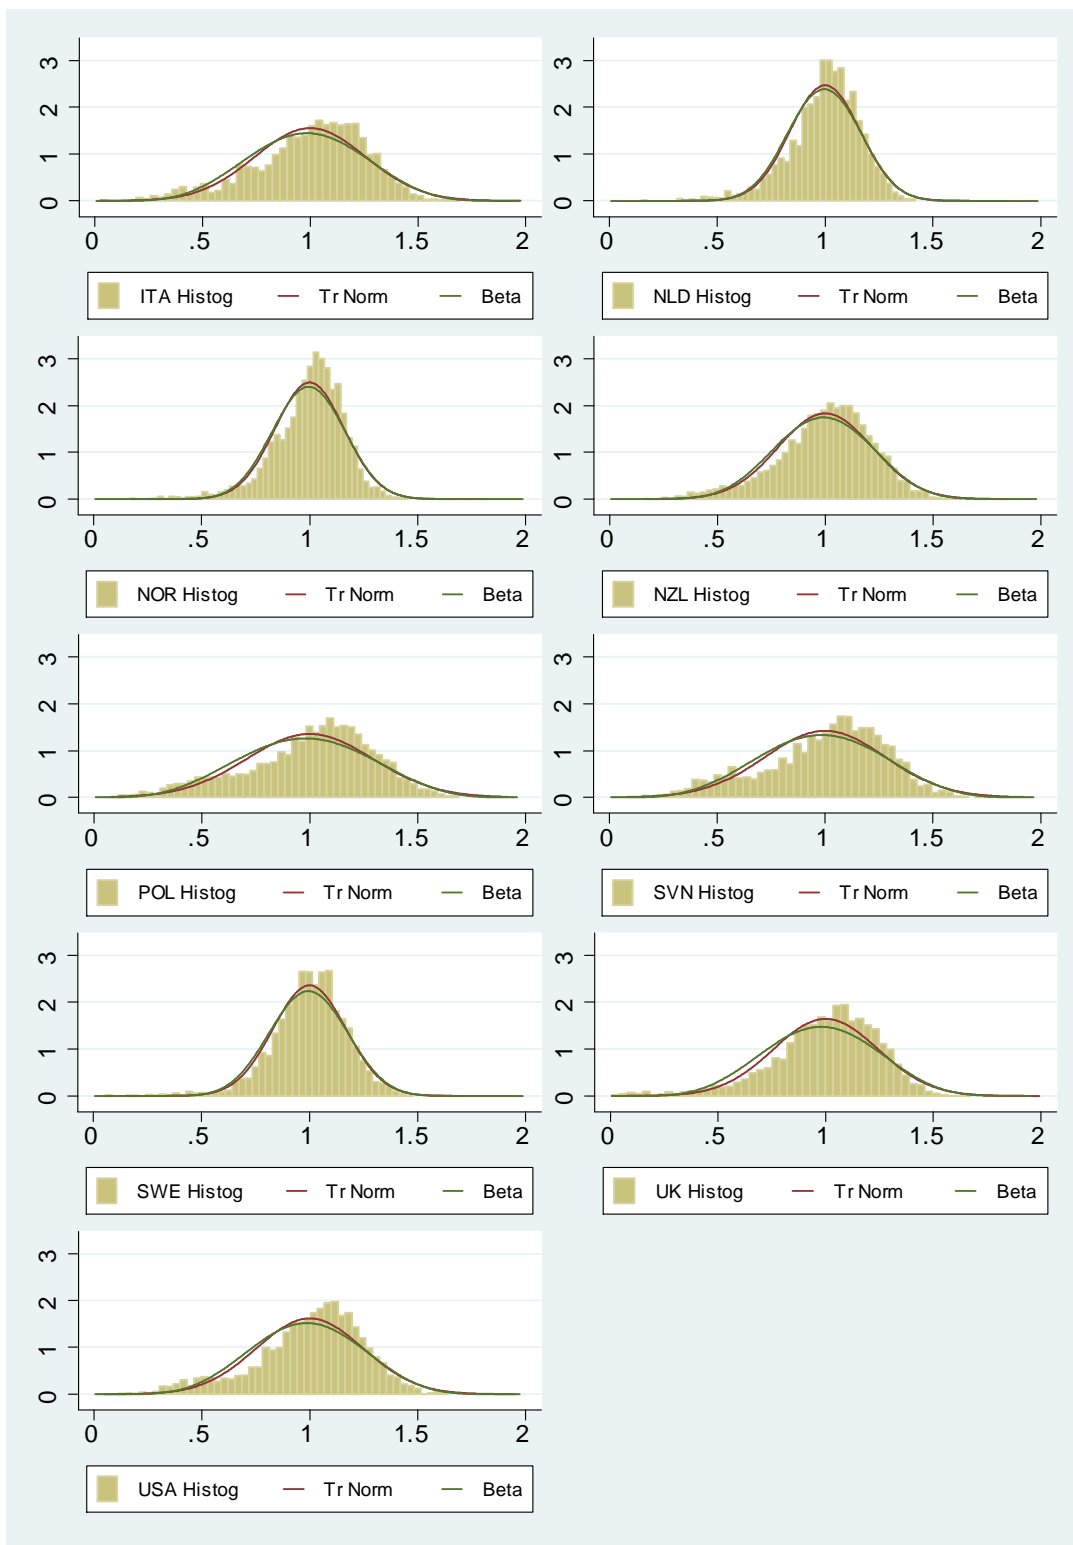 3
2
1
0
0 .5 1 1.5 2
ITA Histog Tr Norm Beta
3
2
1
0
0 .5 1 1.5 2
NLD Histog Tr Norm Beta
3
2
1
0
0 .5 1 1.5 2
NOR Histog Tr Norm Beta
3
2
1
0
0 .5 1 1.5 2
NZL Histog Tr Norm Beta
3
2
1
0
0 .5 1 1.5 2
POL Histog Tr Norm Beta
3
2
1
0
0 .5 1 1.5 2
SVN Histog Tr Norm Beta
3
2
1
0
0 .5 1 1.5 2
SWE Histog Tr Norm Beta
3
2
1
0
0 .5 1 1.5 2
UK Histog Tr Norm Beta
3
2
1
0
0 .5 1 1.5 2
USA Histog Tr Norm Beta